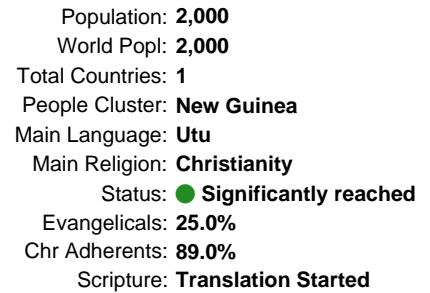 Population: 2,000
World Popl: 2,000
Total Countries: 1
People Cluster: New Guinea
Main Language: Utu
Main Religion: Christianity
Status: Significantly reached
Evangelicals: 25.0%
Chr Adherents: 89.0%
Scripture: Translation Started